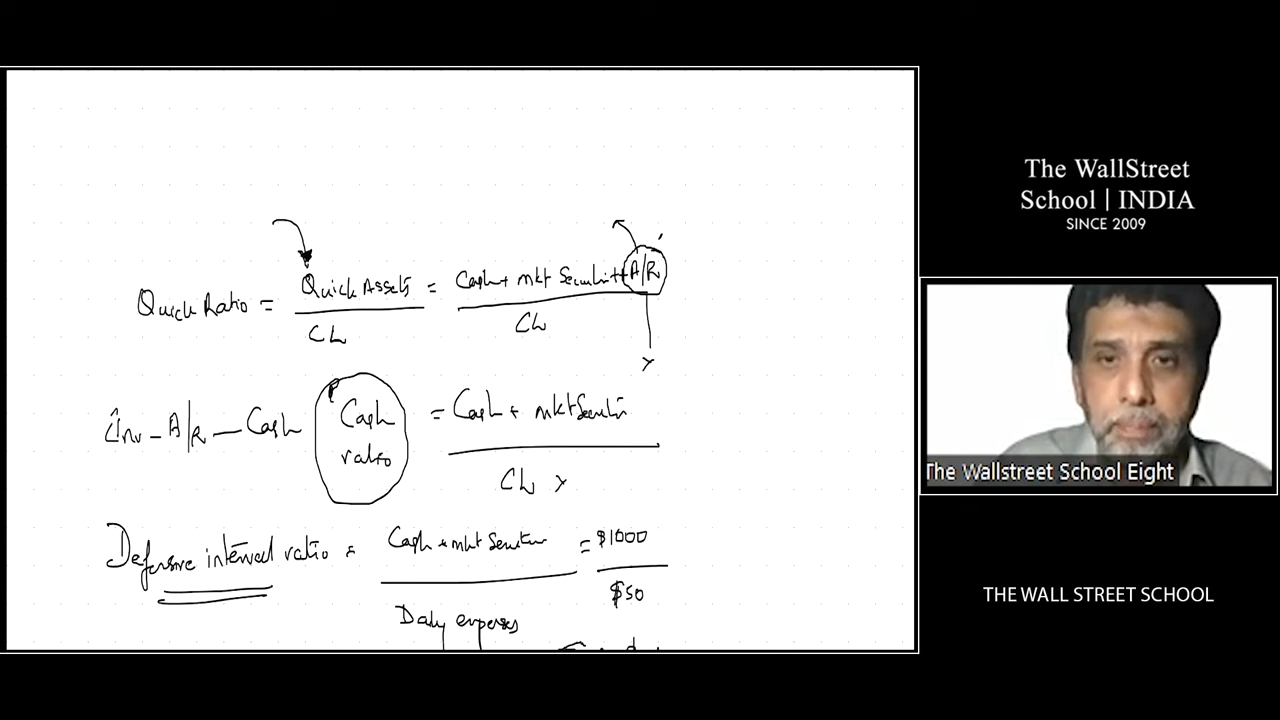 The WallStreet
School | INDIA
SINCE 2009
Quick Ratio = Quick Assets = Cash + mkt Securities + A/R
CL CL
x
Inv - A/R - Cash Cash ratio = Cash + mkt Securities
CL x
Defensive interval ratio = Cash + mkt Securities = $1000
Daily expenses $50
The Wallstreet School Eight
THE WALL STREET SCHOOL